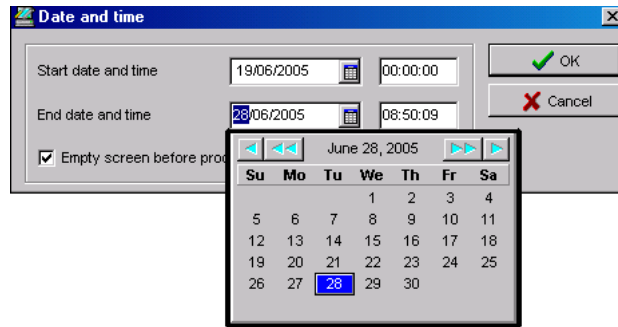 Date and time
Start date and time 19/06/2005 00:00:00 OK
End date and time 28/06/2005 08:50:09 Cancel
Empty screen before
June 28, 2005
Su Mo Tu We Th Fr Sa
1 2 3 4
5 6 7 8 9 10 11
12 13 14 15 16 17 18
19 20 21 22 23 24 25
26 27 28 29 30